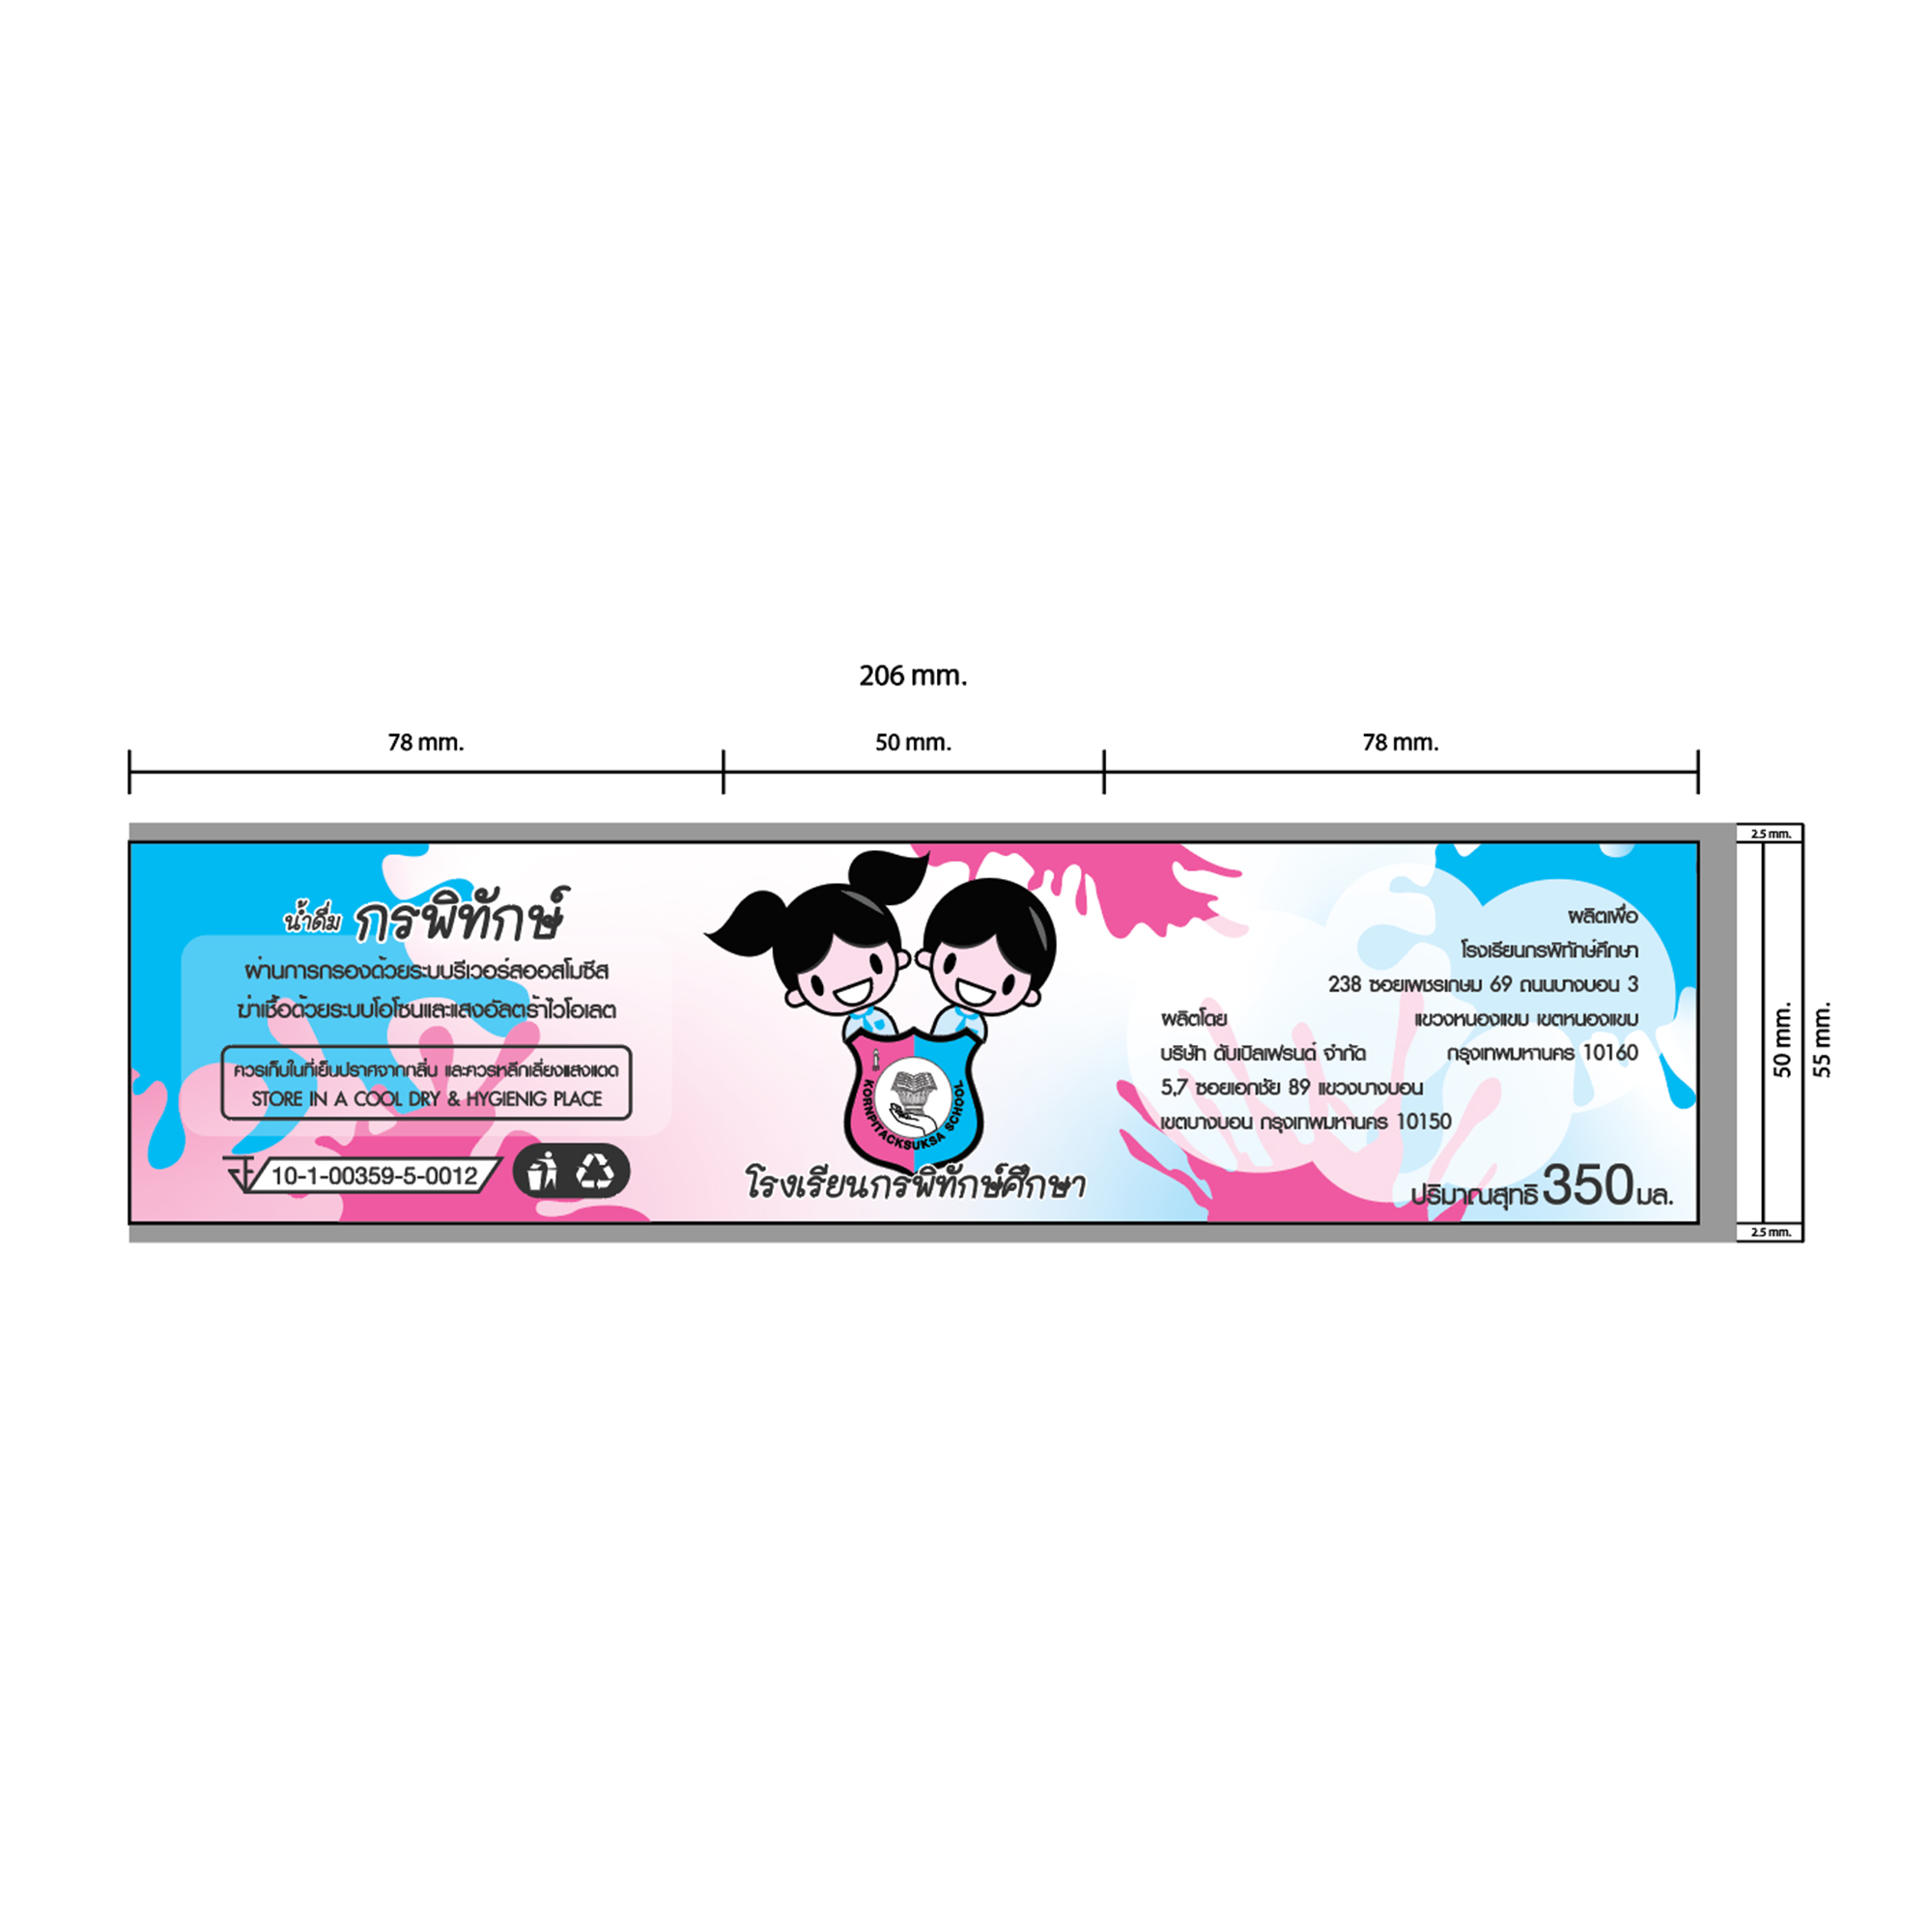 206 mm.
78 mm.
50 mm.
78 mm.
2.5 mm.
50 mm.
55 mm.
2.5 mm.
น้ำดื่ม กรพิทักษ์
ผ่านการกรองด้วยระบบรีเวอร์สออสโมซีส
ฆ่าเชื้อด้วยระบบโอโซนและแสงอัลตร้าไวโอเลต
ควรเก็บในที่เย็นปราศจากกลิ่น และควรหลีกเลี่ยงแสงแดด
STORE IN A COOL DRY & HYGIENIG PLACE
อย 10-1-00359-5-0012
KORNPITACKSUKSA SCHOOL
โรงเรียนกรพิทักษ์ศึกษา
ผลิตเพื่อ
โรงเรียนกรพิทักษ์ศึกษา
238 ซอยเพชรเกษม 69 ถนนบางบอน 3
แขวงหนองแขม เขตหนองแขม
กรุงเทพมหานคร 10160
ผลิตโดย
บริษัท ดับเบิลเฟรนด์ จำกัด
5,7 ซอยเอกชัย 89 แขวงบางบอน
เขตบางบอน กรุงเทพมหานคร 10150
ปริมาณสุทธิ 350 มล.